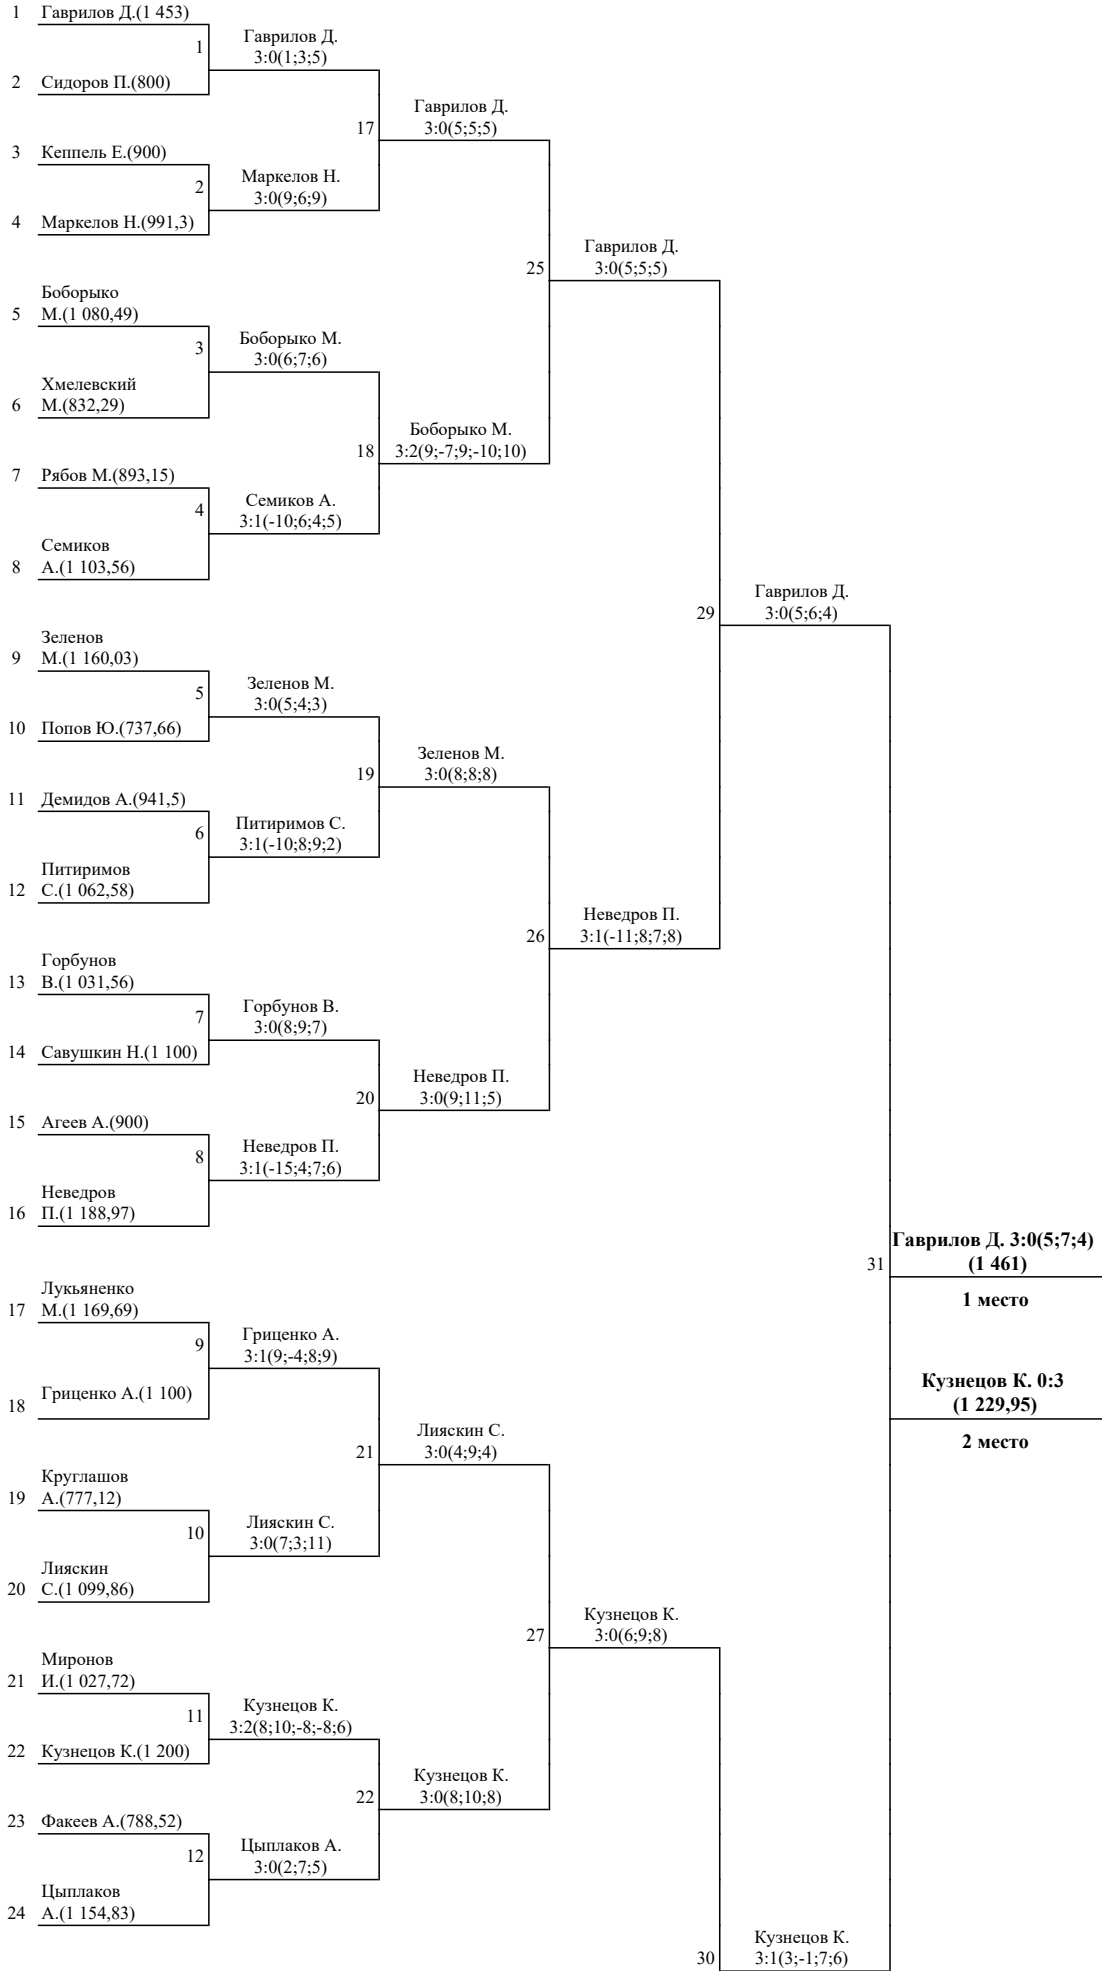 1 Гаврилов Д.(1 453)
1
Гаврилов Д.
3:0(1;3;5)
2 Сидоров П.(800)
17
Гаврилов Д.
3:0(5;5;5)
3 Кеппель Е.(900)
2
Маркелов Н.
3:0(9;6;9)
4 Маркелов Н.(991,3)
25
Гаврилов Д.
3:0(5;5;5)
Боборыко
5 М.(1 080,49)
3
Боборыко М.
3:0(6;7;6)
Хмелевский
6 М.(832,29)
18
Боборыко М.
3:2(9;-7;9;-10;10)
7 Рябов М.(893,15)
4
Семиков А.
3:1(-10;6;4;5)
Семиков
8 А.(1 103,56)
29
Гаврилов Д.
3:0(5;6;4)
Зеленов
9 М.(1 160,03)
5
Зеленов М.
3:0(5;4;3)
10 Попов Ю.(737,66)
19
Зеленов М.
3:0(8;8;8)
11 Демидов А.(941,5)
6
Питиримов С.
3:1(-10;8;9;2)
Питиримов
12 С.(1 062,58)
26
Неведров П.
3:1(-11;8;7;8)
Горбунов
13 В.(1 031,56)
7
Горбунов В.
3:0(8;9;7)
14 Савушкин Н.(1 100)
20
Неведров П.
3:0(9;11;5)
15 Агеев А.(900)
8
Неведров П.
3:1(-15;4;7;6)
Неведров
16 П.(1 188,97)
31
Гаврилов Д. 3:0(5;7;4)
(1 461)
1 место
Лукьяненко
17 М.(1 169,69)
9
Гриценко А.
3:1(9;-4;8;9)
18 Гриценко А.(1 100)
Кузнецов К. 0:3
(1 229,95)
2 место
21
Лияскин С.
3:0(4;9;4)
Круглашов
19 А.(777,12)
10
Лияскин С.
3:0(7;3;11)
Лияскин
20 С.(1 099,86)
27
Кузнецов К.
3:0(6;9;8)
Миронов
21 И.(1 027,72)
11
Кузнецов К.
3:2(8;10;-8;-8;6)
22 Кузнецов К.(1 200)
22
Кузнецов К.
3:0(8;10;8)
23 Факеев А.(788,52)
12
Цыплаков А.
3:0(2;7;5)
Цыплаков
24 А.(1 154,83)
30
Кузнецов К.
3:1(3;-1;7;6)